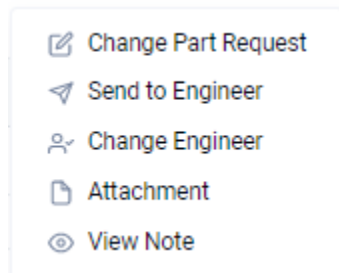 Change Part Request
Send to Engineer
Change Engineer
Attachment
View Note